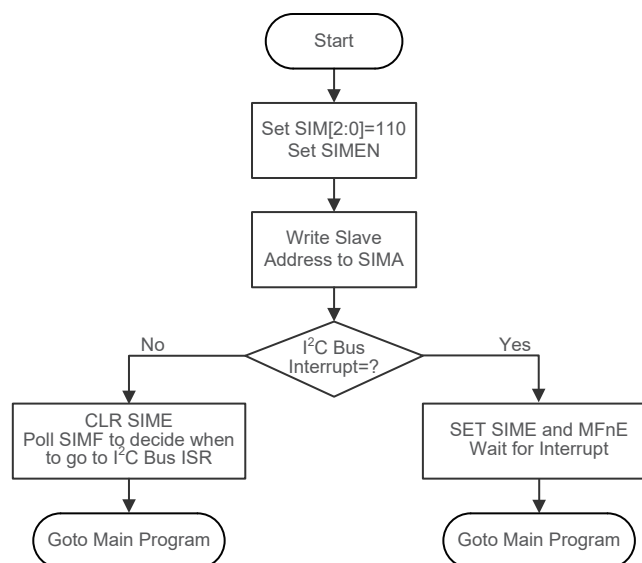 Start
Set SIM[2:0]=110
Set SIMEN
Write Slave
Address to SIMA
No
I²C Bus
Interrupt=?
Yes
CLR SIME
Poll SIMF to decide when
to go to I²C Bus ISR
SET SIME and MFnE
Wait for Interrupt
Goto Main Program
Goto Main Program